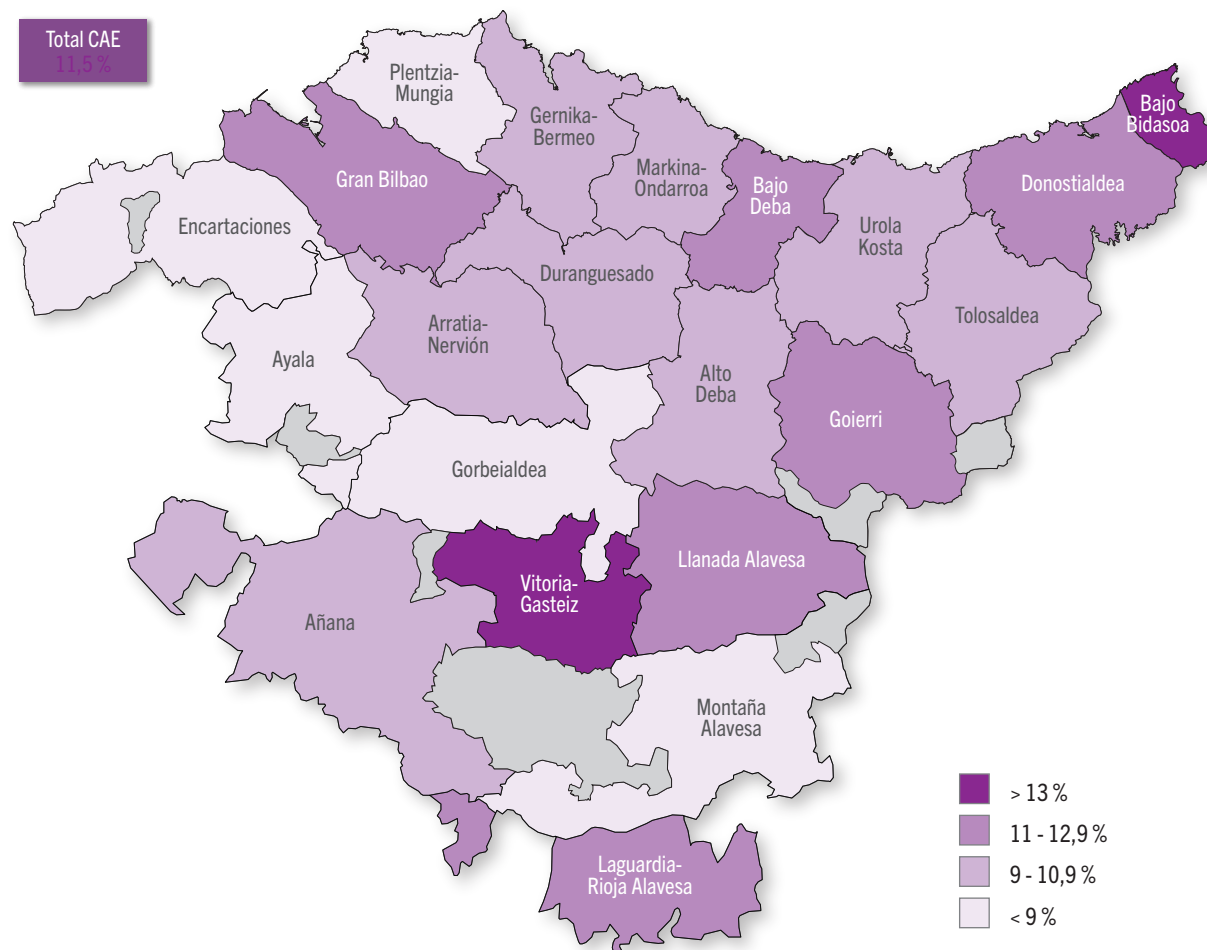 Total CAE
11,5 %
Plentzia-
Mungia
Gernika-
Bermeo
Bajo
Bidasoa
Gran Bilbao
Markina-
Ondarroa
Bajo
Deba
Donostialdea
Encartaciones
Urola
Kosta
Duranguesado
Arratia-
Nervión
Tolosaldea
Ayala
Alto
Deba
Goierri
Gorbeialdea
Vitoria-
Gasteiz
Llanada Alavesa
Añana
Montaña
Alavesa
Laguardia-
Rioja Alavesa
> 13 %
11 - 12,9 %
9 - 10,9 %
< 9 %